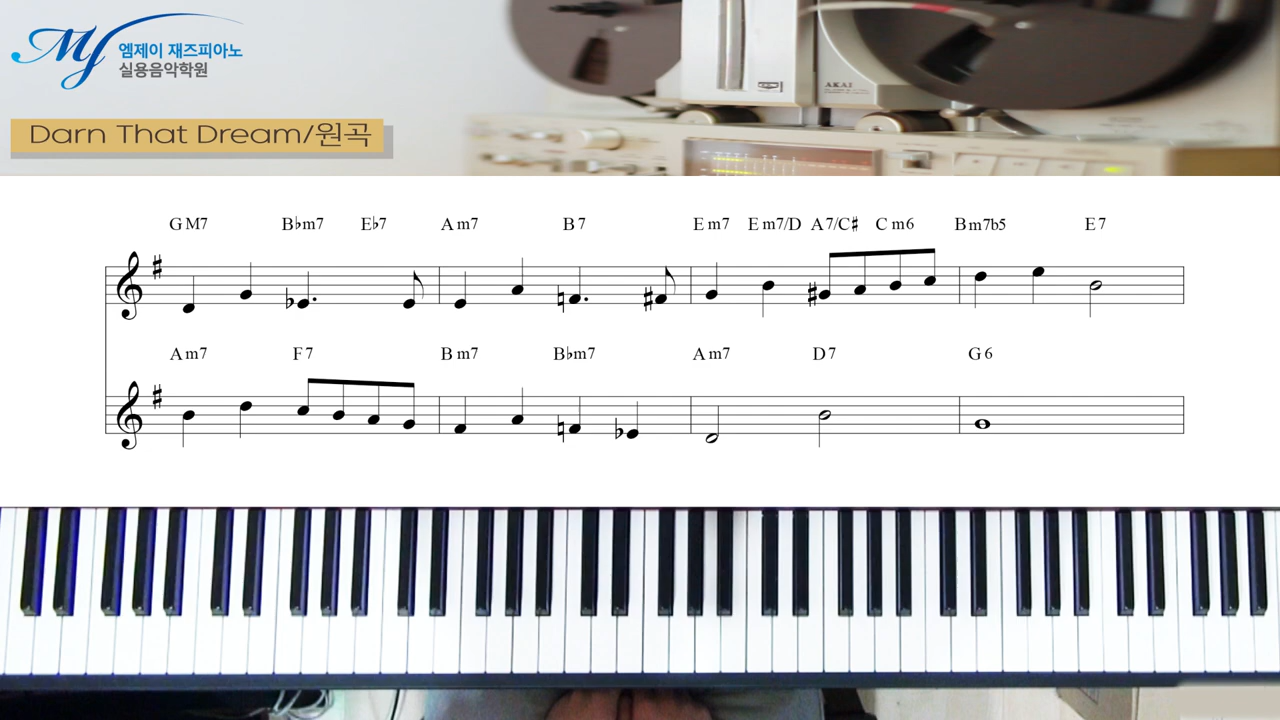 My 엠제이 재즈피아노
실용음악학원
Darn That Dream/원곡
AKAI
GM7 B♭m7 E♭7 Am7 B7 Em7 Em7/D A7/C♯ Cm6 Bm7b5 E7
Am7 F7 Bm7 B♭m7 Am7 D7 G6